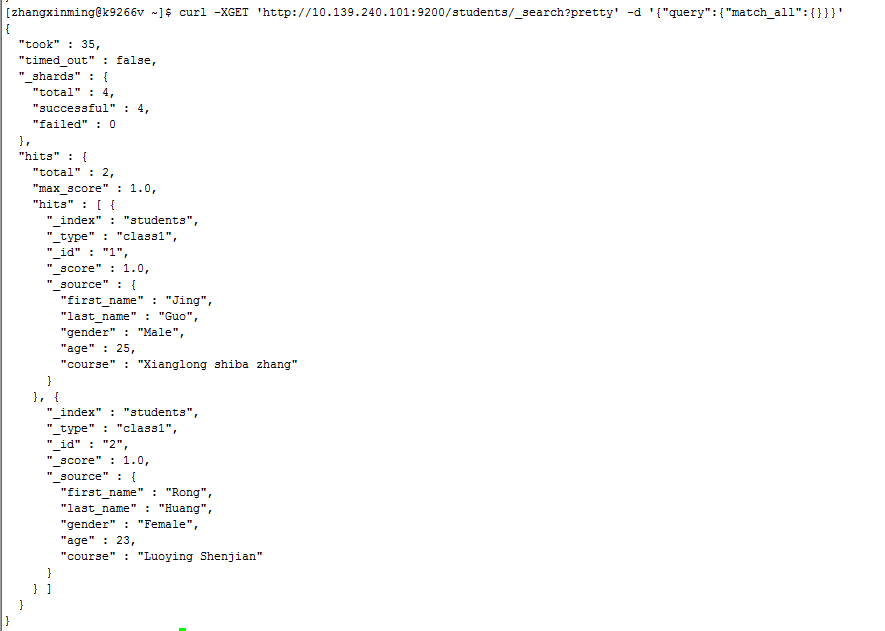 [zhangxinming@k9266v ~]$ curl -XGET 'http://10.139.240.101:9200/students/_search?pretty' -d '{"query":{"match_all":{}}}'
{
  "took" : 35,
  "timed_out" : false,
  "_shards" : {
    "total" : 4,
    "successful" : 4,
    "failed" : 0
  },
  "hits" : {
    "total" : 2,
    "max_score" : 1.0,
    "hits" : [ {
      "_index" : "students",
      "_type" : "class1",
      "_id" : "1",
      "_score" : 1.0,
      "_source" : {
        "first_name" : "Jing",
        "last_name" : "Guo",
        "gender" : "Male",
        "age" : 25,
        "course" : "Xianglong shiba zhang"
      }
    }, {
      "_index" : "students",
      "_type" : "class1",
      "_id" : "2",
      "_score" : 1.0,
      "_source" : {
        "first_name" : "Rong",
        "last_name" : "Huang",
        "gender" : "Female",
        "age" : 23,
        "course" : "Luoying Shenjian"
      }
    } ]
  }
}